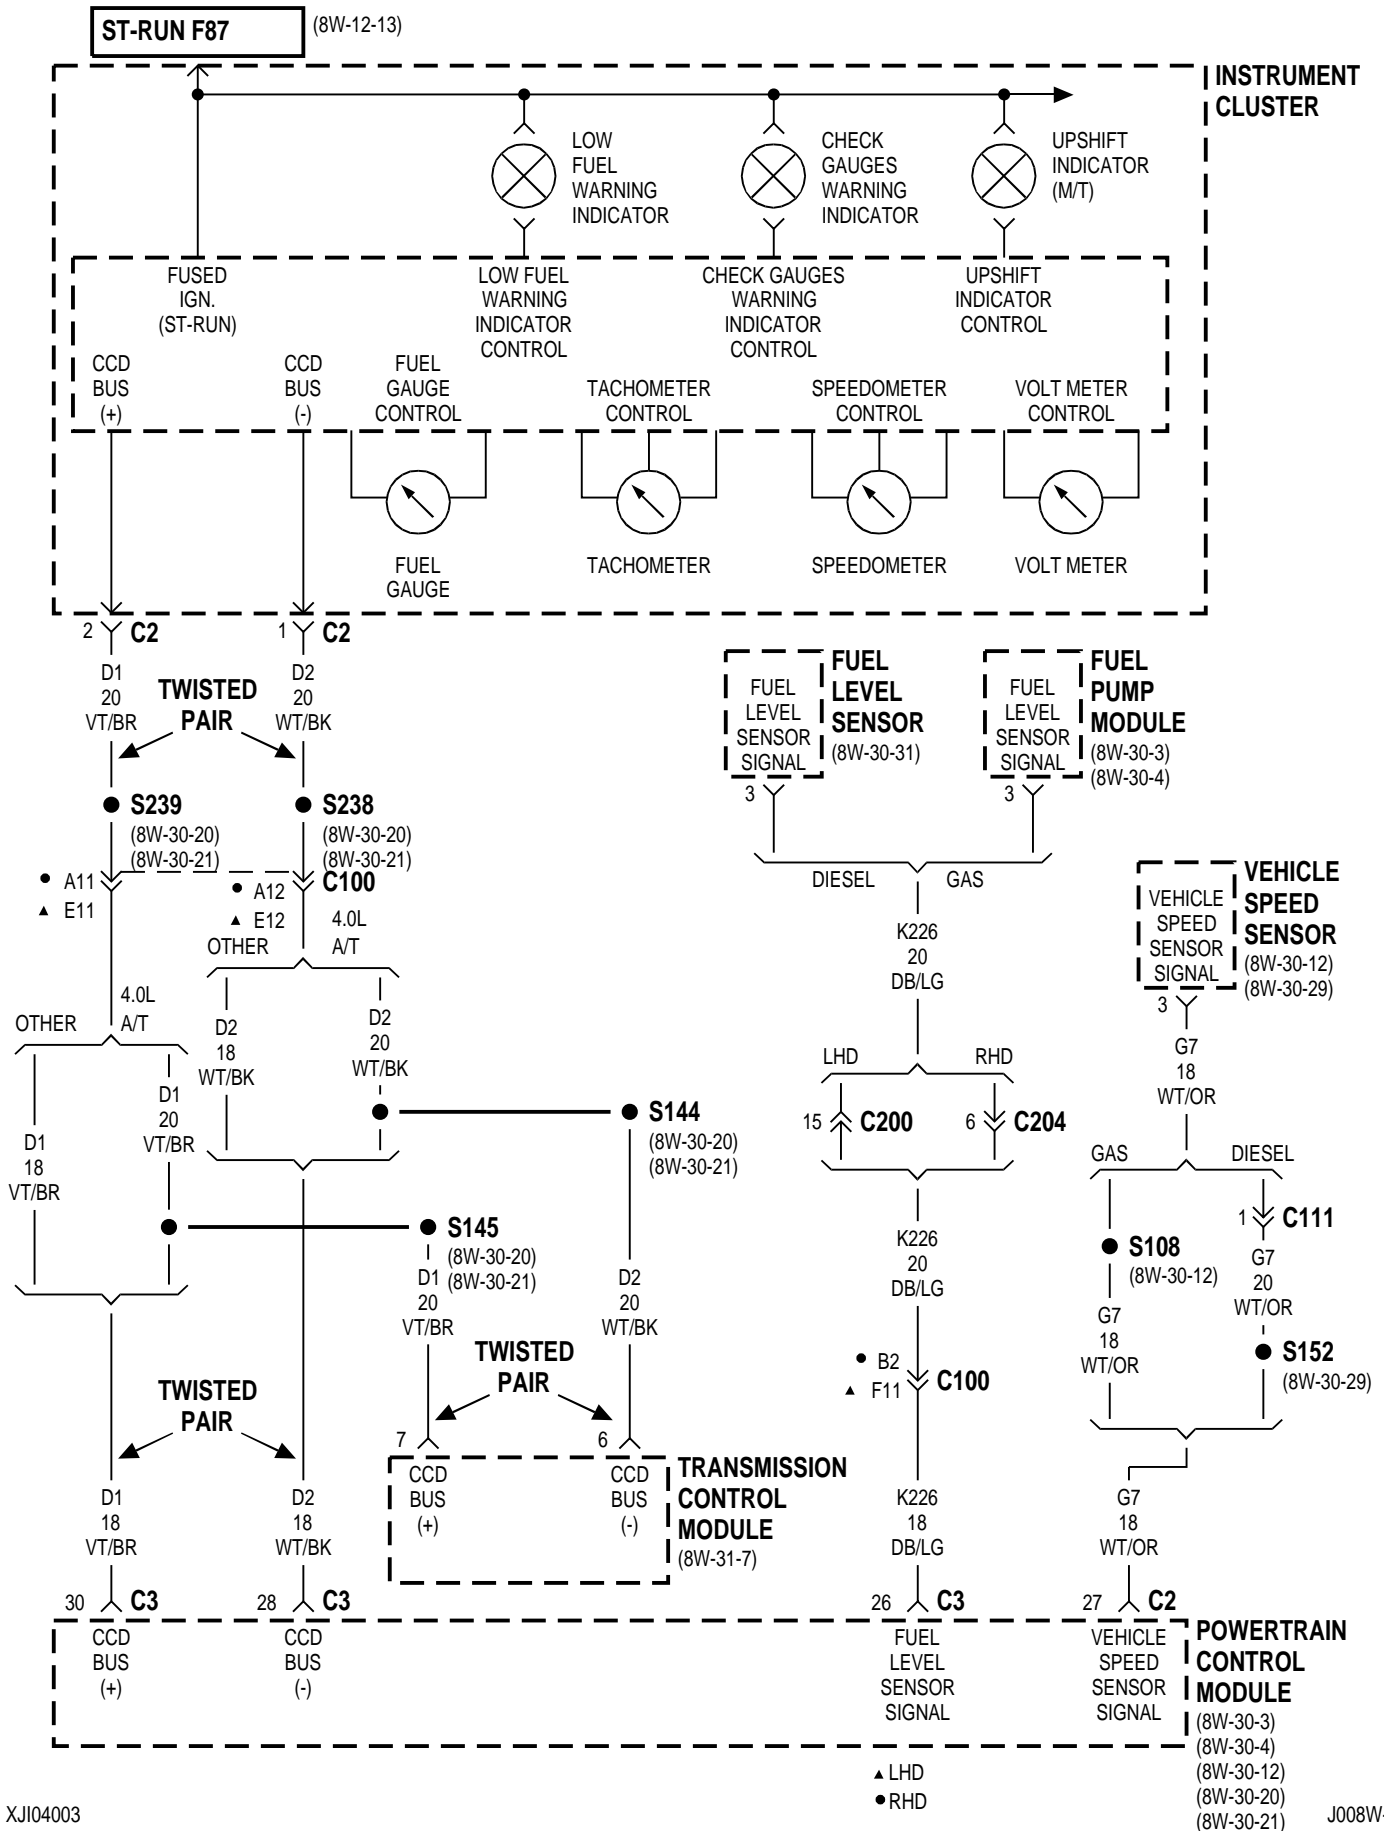 ST-RUN F87
(8W-12-13)
INSTRUMENT
CLUSTER
LOW
FUEL
WARNING
INDICATOR
CHECK
GAUGES
WARNING
INDICATOR
UPSHIFT
INDICATOR
(M/T)
FUSED
IGN.
(ST-RUN)
LOW FUEL
WARNING
INDICATOR
CONTROL
CHECK GAUGES
WARNING
INDICATOR
CONTROL
UPSHIFT
INDICATOR
CONTROL
CCD
BUS
(+)
CCD
BUS
(-)
FUEL
GAUGE
CONTROL
TACHOMETER
CONTROL
SPEEDOMETER
CONTROL
VOLT METER
CONTROL
FUEL
GAUGE
TACHOMETER
SPEEDOMETER
VOLT METER
2 C2
1 C2
D1
20
VT/BR
TWISTED
PAIR
D2
20
WT/BK
FUEL
LEVEL
SENSOR
SIGNAL
FUEL
LEVEL
SENSOR
(8W-30-31)
3
FUEL
LEVEL
SENSOR
SIGNAL
FUEL
PUMP
MODULE
(8W-30-3)
(8W-30-4)
3
S239
(8W-30-20)
(8W-30-21)
S238
(8W-30-20)
(8W-30-21)
● A11
▲ E11
● A12
▲ E12
C100
DIESEL
GAS
VEHICLE
SPEED
SENSOR
SIGNAL
VEHICLE
SPEED
SENSOR
(8W-30-12)
(8W-30-29)
3
OTHER
4.0L
A/T
K226
20
DB/LG
OTHER
4.0L
A/T
D2
18
WT/BK
D2
20
WT/BK
G7
18
WT/OR
LHD
RHD
D1
18
VT/BR
D1
20
VT/BR
S144
(8W-30-20)
(8W-30-21)
15 C200
6 C204
GAS
DIESEL
S145
(8W-30-20)
(8W-30-21)
D1
20
VT/BR
D2
20
WT/BK
K226
20
DB/LG
S108
(8W-30-12)
1 C111
G7
20
WT/OR
G7
18
WT/OR
S152
(8W-30-29)
TWISTED
PAIR
TWISTED
PAIR
● B2
▲ F11
C100
7
6
CCD
BUS
(+)
CCD
BUS
(-)
TRANSMISSION
CONTROL
MODULE
(8W-31-7)
D1
18
VT/BR
D2
18
WT/BK
K226
18
DB/LG
G7
18
WT/OR
30 C3
28 C3
26 C3
27 C2
CCD
BUS
(+)
CCD
BUS
(-)
FUEL
LEVEL
SENSOR
SIGNAL
VEHICLE
SPEED
SENSOR
SIGNAL
POWERTRAIN
CONTROL
MODULE
(8W-30-3)
(8W-30-4)
(8W-30-12)
(8W-30-20)
(8W-30-21)
▲ LHD
● RHD
XJI04003
J008W-